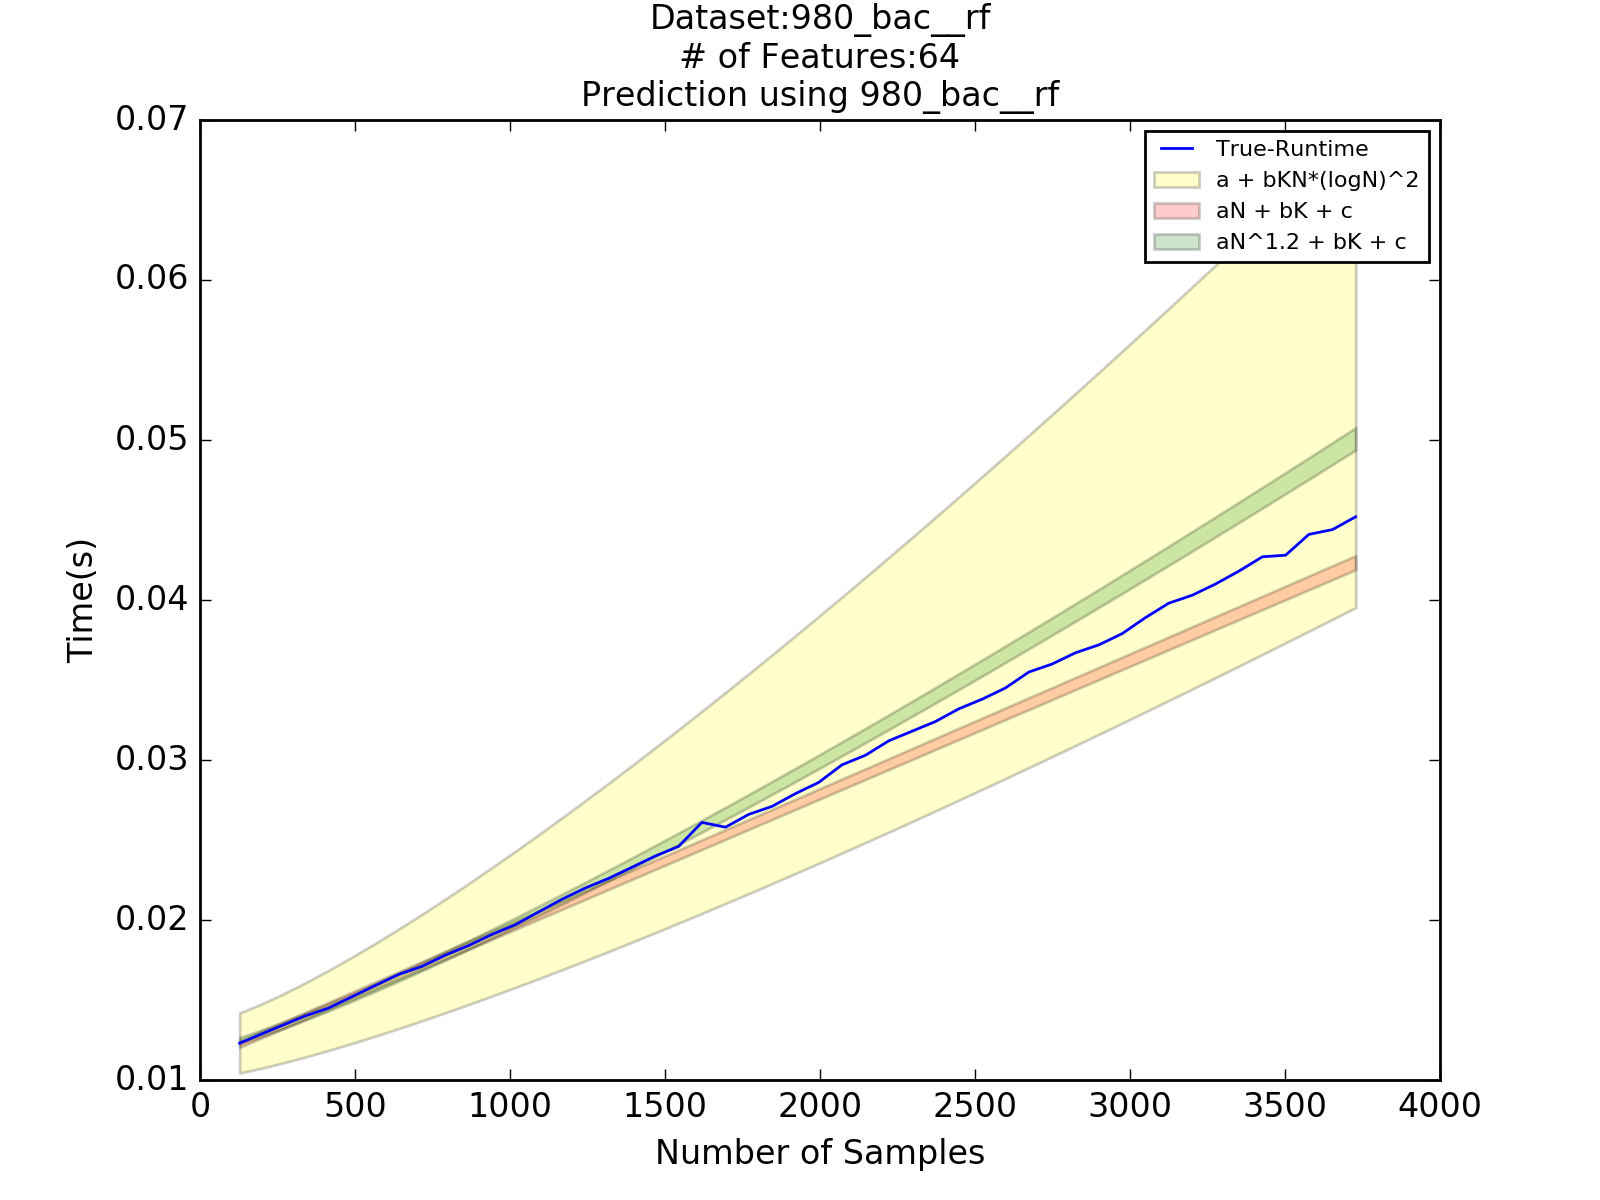 Dataset:980_bac__rf
# of Features:64
Prediction using 980_bac__rf
0.07
0.06
0.05
0.04
0.03
0.02
0.01
Time(s)
True-Runtime
a + bKN*(logN)^2
aN + bK + c
aN^1.2 + bK + c
0 500 1000 1500 2000 2500 3000 3500 4000
Number of Samples